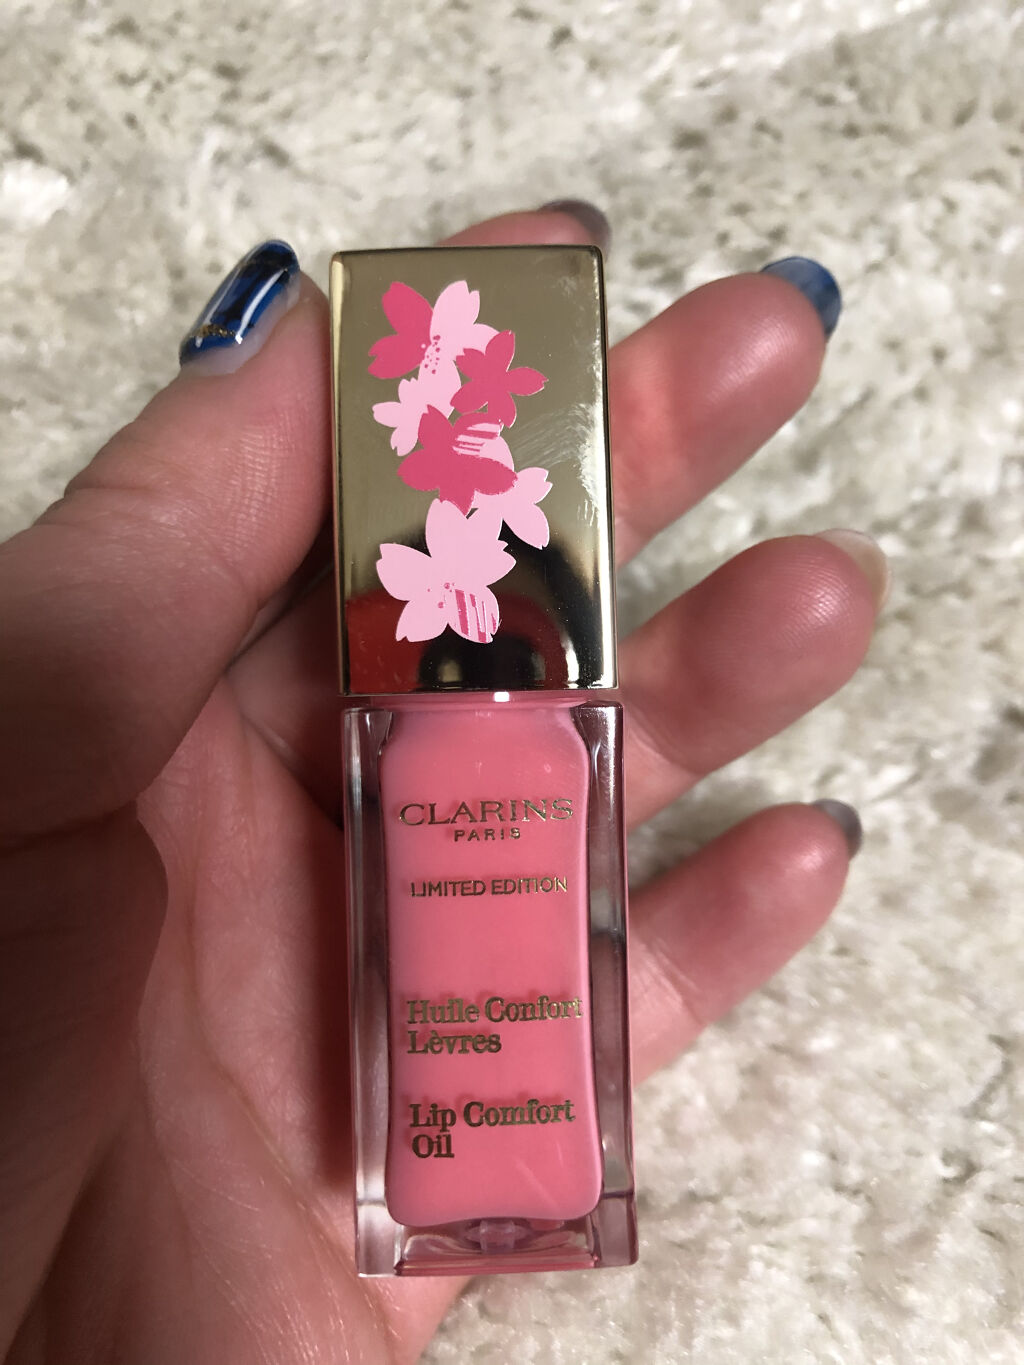 CLARINS
PARIS
LIMITED EDITION
Huile Confort
Lèvres
Lip Comfort
Oil